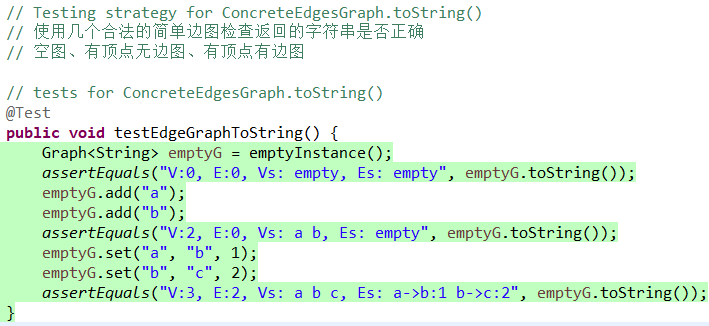 // Testing strategy for ConcreteEdgesGraph.toString()
// 使用几个合法的简单边图检查返回的字符串是否正确
// 空图、有顶点无边图、有顶点有边图
// tests for ConcreteEdgesGraph.toString()
@Test
public void testEdgeGraphToString() {
    Graph<String> emptyG = emptyInstance();
    assertEquals("V:0, E:0, Vs: empty, Es: empty", emptyG.toString());
    emptyG.add("a");
    emptyG.add("b");
    assertEquals("V:2, E:0, Vs: a b, Es: empty", emptyG.toString());
    emptyG.set("a", "b", 1);
    emptyG.set("b", "c", 2);
    assertEquals("V:3, E:2, Vs: a b c, Es: a->b:1 b->c:2", emptyG.toString());
}